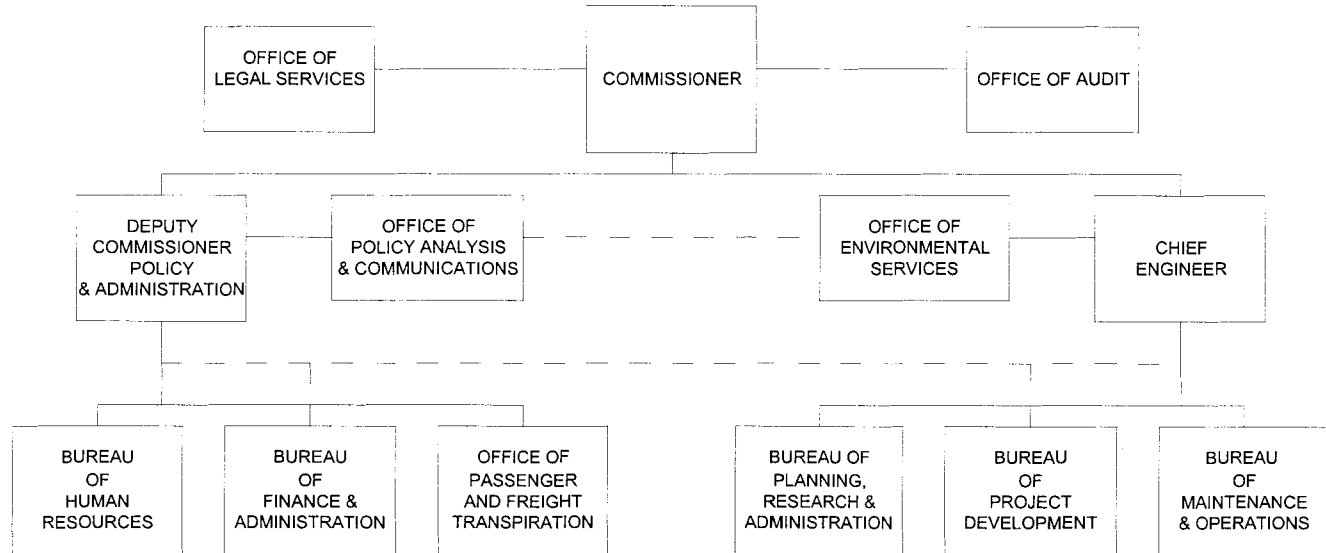 OFFICE OF
LEGAL SERVICES
COMMISSIONER
OFFICE OF AUDIT
DEPUTY
COMMISSIONER
POLICY
& ADMINISTRATION
OFFICE OF
POLICY ANALYSIS
& COMMUNICATIONS
OFFICE OF
ENVIRONMENTAL
SERVICES
CHIEF
ENGINEER
BUREAU
OF
HUMAN
RESOURCES
BUREAU
OF
FINANCE &
ADMINISTRATION
OFFICE OF
PASSENGER
AND FREIGHT
TRANSPIRATION
BUREAU OF
PLANNING,
RESEARCH &
ADMINISTRATION
BUREAU
OF
PROJECT
DEVELOPMENT
BUREAU
OF
MAINTENANCE
& OPERATIONS